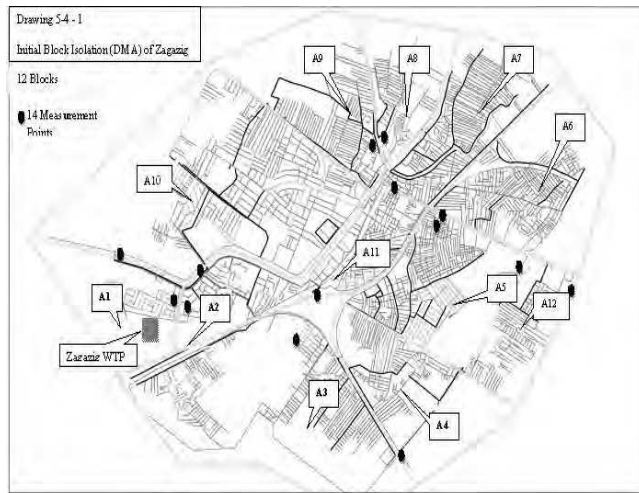 Drawing 5-4 - 1
Initial Block Isolation (DMA) of Zagazig
12 Blocks
14 Measurement
Points
A9
A8
A7
A6
A10
A11
A1
A2
A5
A12
Zagazig WTP
A3
A4